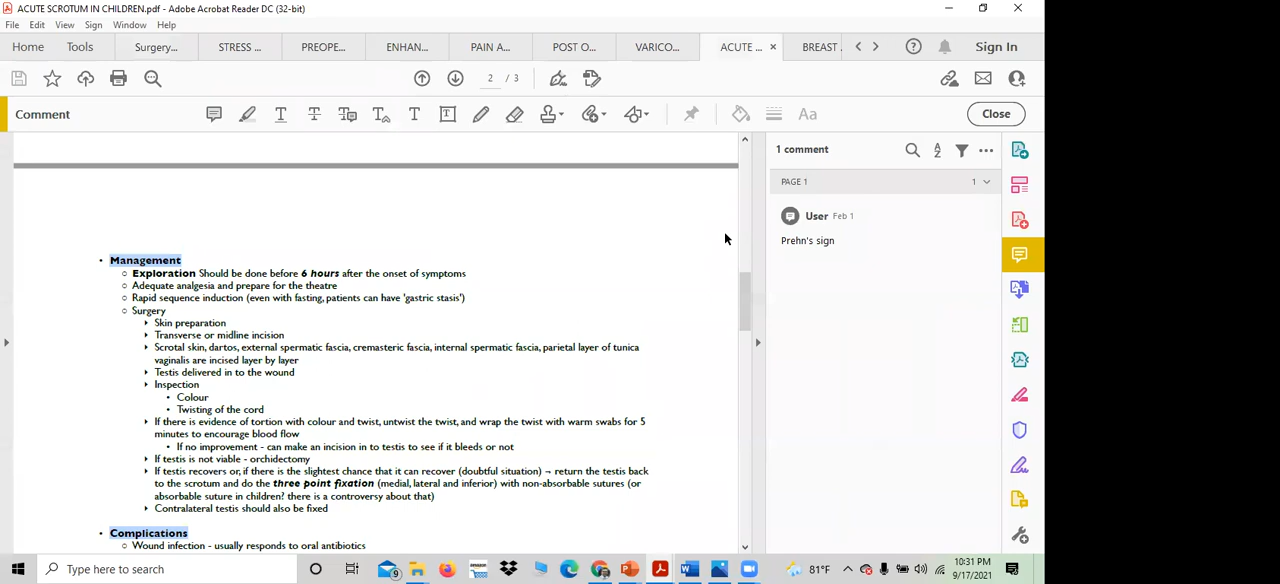 ACUTE SCROTUM IN CHILDREN.pdf - Adobe Acrobat Reader DC (32-bit)
File Edit View Sign Window Help
Home Tools Surgery... STRESS ... PREOPE... ENHAN... PAIN A... POST O... VARICO... ACUTE ... × BREAST Sign In
2 / 3
Comment Close
1 comment
PAGE 1 1
User Feb 1
Prehn's sign
• Management
○ Exploration Should be done before 6 hours after the onset of symptoms
○ Adequate analgesia and prepare for the theatre
○ Rapid sequence induction (even with fasting, patients can have 'gastric stasis')
○ Surgery
‣ Skin preparation
‣ Transverse or midline incision
‣ Scrotal skin, dartos, external spermatic fascia, cremasteric fascia, internal spermatic fascia, parietal layer of tunica
vaginalis are incised layer by layer
‣ Testis delivered in to the wound
‣ Inspection
• Colour
• Twisting of the cord
‣ If there is evidence of tortion with colour and twist, untwist the twist, and wrap the twist with warm swabs for 5
minutes to encourage blood flow
• If no improvement - can make an incision in to testis to see if it bleeds or not
‣ If testis is not viable - orchidectomy
‣ If testis recovers or, if there is the slightest chance that it can recover (doubtful situation) ¬ return the testis back
to the scrotum and do the three point fixation (medial, lateral and inferior) with non-absorbable sutures (or
absorbable suture in children? there is a controversy about that)
‣ Contralateral testis should also be fixed
• Complications
○ Wound infection - usually responds to oral antibiotics
Type here to search 81°F 10:31 PM
9/17/2021